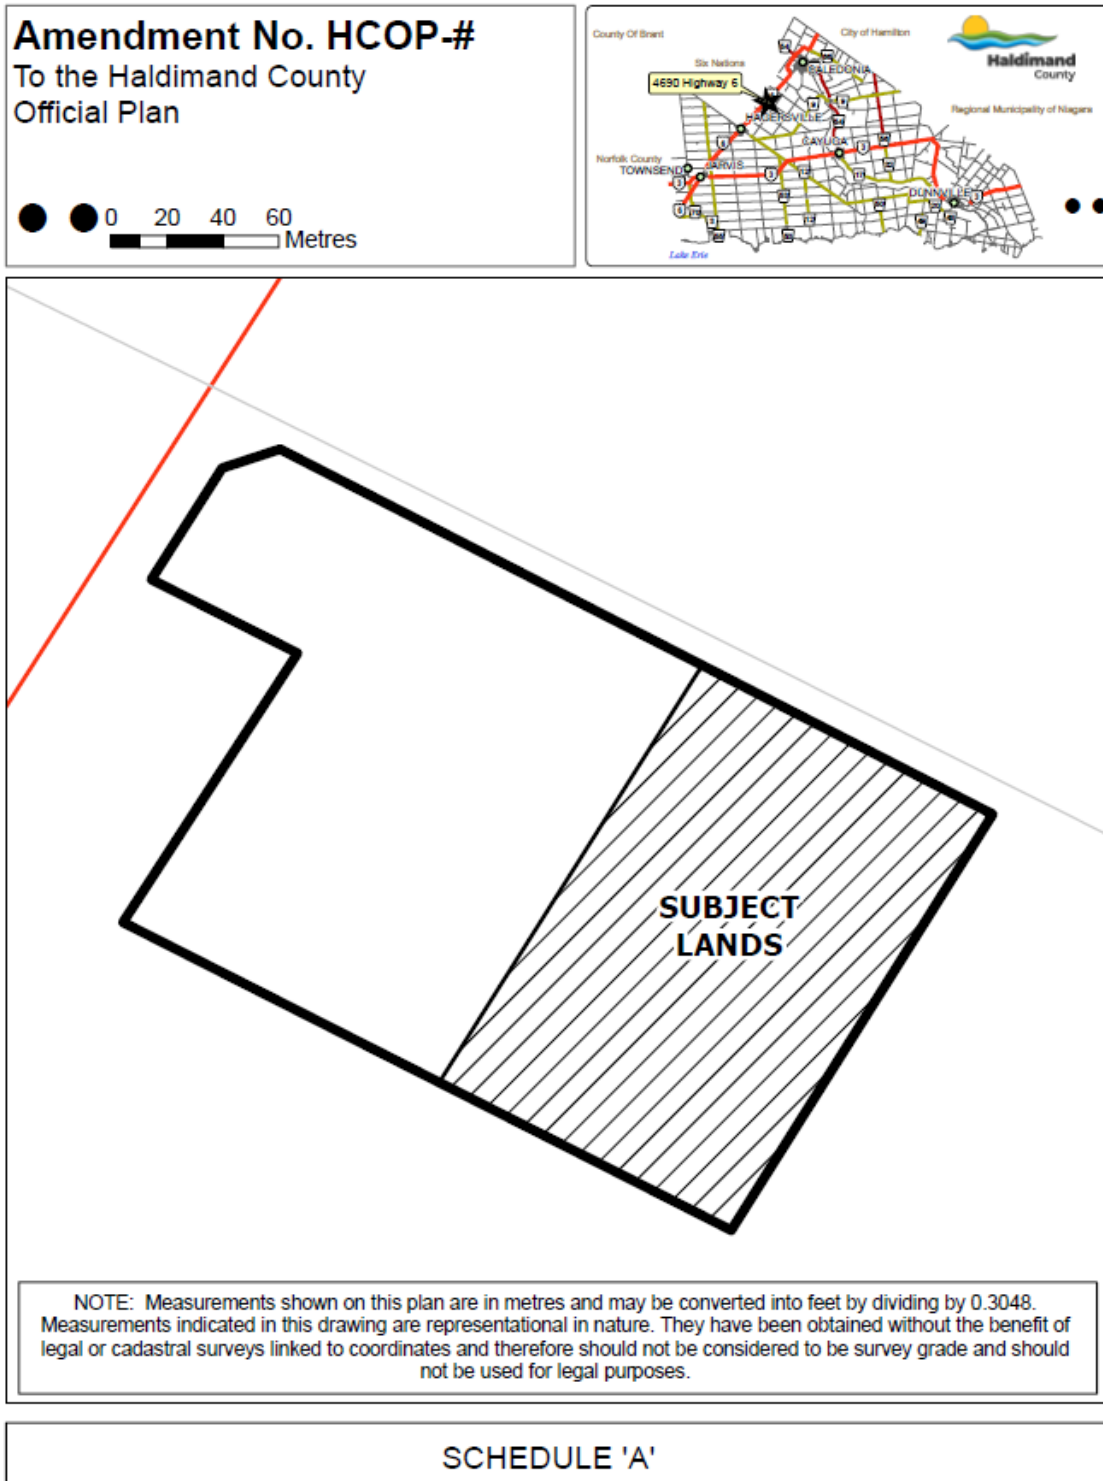 Amendment No. HCOP-#
To the Haldimand County
Official Plan
0 20 40 60
Metres
County Of Brant
City of Hamilton
Haldimand
County
Six Nations
CALEDONIA
4690 Highway 6
Regional Municipality of Niagara
HAGERSVILLE
CAYUGA
Norfolk County
TOWNSEND
JARVIS
DUNNVILLE
Lake Erie
SUBJECT
LANDS
NOTE: Measurements shown on this plan are in metres and may be converted into feet by dividing by 0.3048.
Measurements indicated in this drawing are representational in nature. They have been obtained without the benefit of
legal or cadastral surveys linked to coordinates and therefore should not be considered to be survey grade and should
not be used for legal purposes.
SCHEDULE 'A'